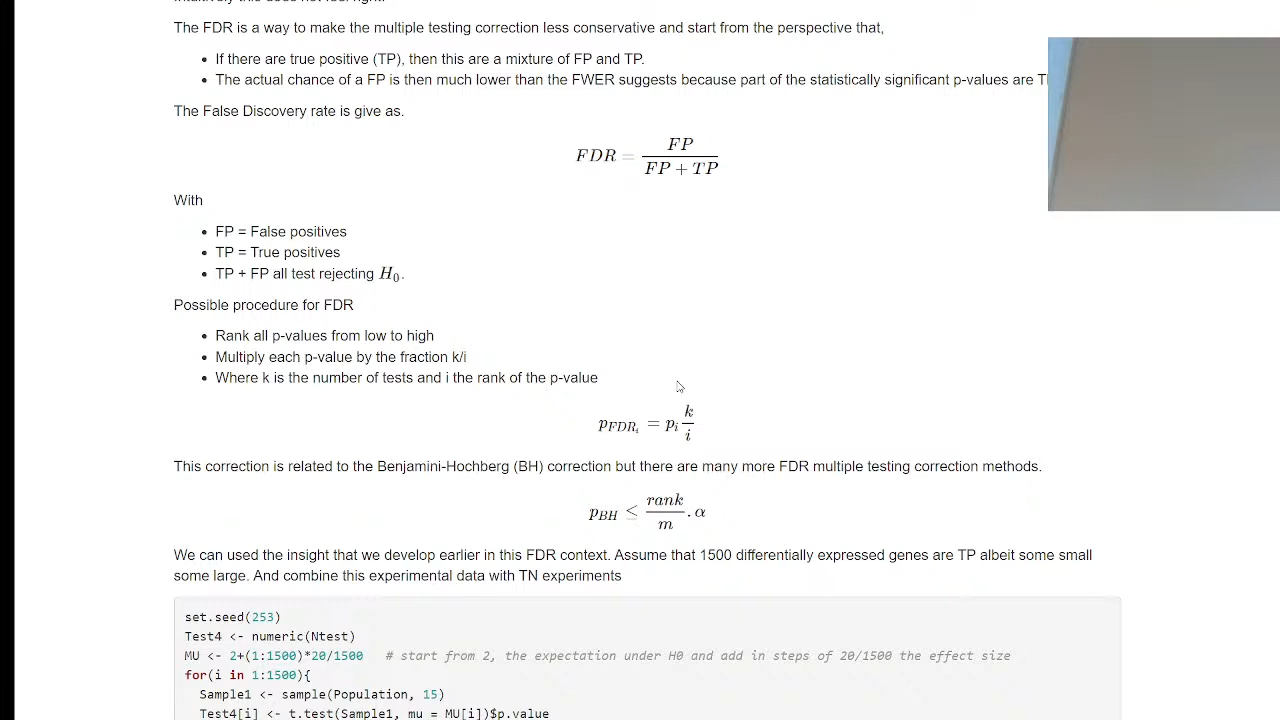 The FDR is a way to make the multiple testing correction less conservative and start from the perspective that,
If there are true positive (TP), then this are a mixture of FP and TP.
The actual chance of a FP is then much lower than the FWER suggests because part of the statistically significant p-values are
The False Discovery rate is give as.
FDR = FP / (FP + TP)
With
FP = False positives
TP = True positives
TP + FP all test rejecting H₀.
Possible procedure for FDR
Rank all p-values from low to high
Multiply each p-value by the fraction k/i
Where k is the number of tests and i the rank of the p-value
p_{FDR_i} = p_i k/i
This correction is related to the Benjamini-Hochberg (BH) correction but there are many more FDR multiple testing correction methods.
p_{BH} ≤ rank/m . α
We can used the insight that we develop earlier in this FDR context. Assume that 1500 differentially expressed genes are TP albeit some small
some large. And combine this experimental data with TN experiments
set.seed(253)
Test4 <- numeric(Ntest)
MU <- 2+(1:1500)*20/1500 # start from 2, the expectation under H0 and add in steps of 20/1500 the effect size
for(i in 1:1500){
Sample1 <- sample(Population, 15)
Test4[i] <- t.test(Sample1, mu = MU[i])$p.value